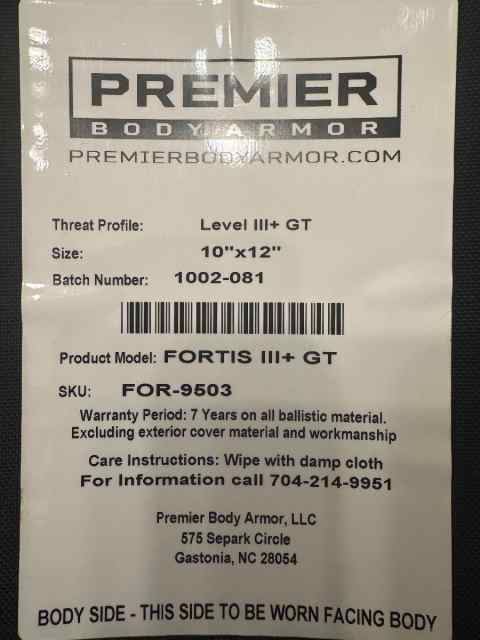 PREMIER
BODY ARMOR
PREMIERBODYARMOR.COM
Threat Profile: Level III+ GT
Size: 10"x12"
Batch Number: 1002-081
Product Model: FORTIS III+ GT
SKU: FOR-9503
Warranty Period: 7 Years on all ballistic material.
Excluding exterior cover material and workmanship
Care Instructions: Wipe with damp cloth
For Information call 704-214-9951
Premier Body Armor, LLC
575 Separk Circle
Gastonia, NC 28054
BODY SIDE - THIS SIDE TO BE WORN FACING BODY